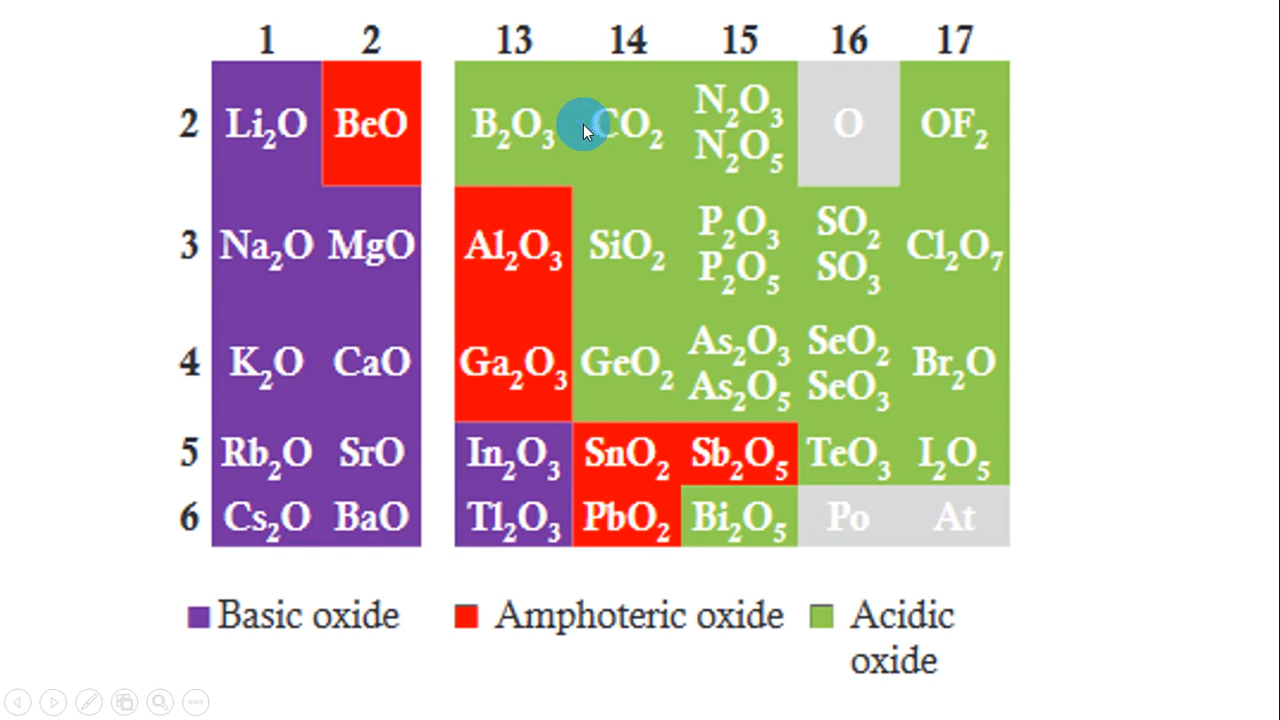 1 2 13 14 15 16 17
2 Li₂O BeO B₂O₃ CO₂ N₂O₃ N₂O₅ O OF₂
3 Na₂O MgO Al₂O₃ SiO₂ P₂O₃ P₂O₅ SO₂ SO₃ Cl₂O₇
4 K₂O CaO Ga₂O₃ GeO₂ As₂O₃ As₂O₅ SeO₂ SeO₃ Br₂O
5 Rb₂O SrO In₂O₃ SnO₂ Sb₂O₅ TeO₃ I₂O₅
6 Cs₂O BaO Tl₂O₃ PbO₂ Bi₂O₅ Po At
Basic oxide Amphoteric oxide Acidic
oxide